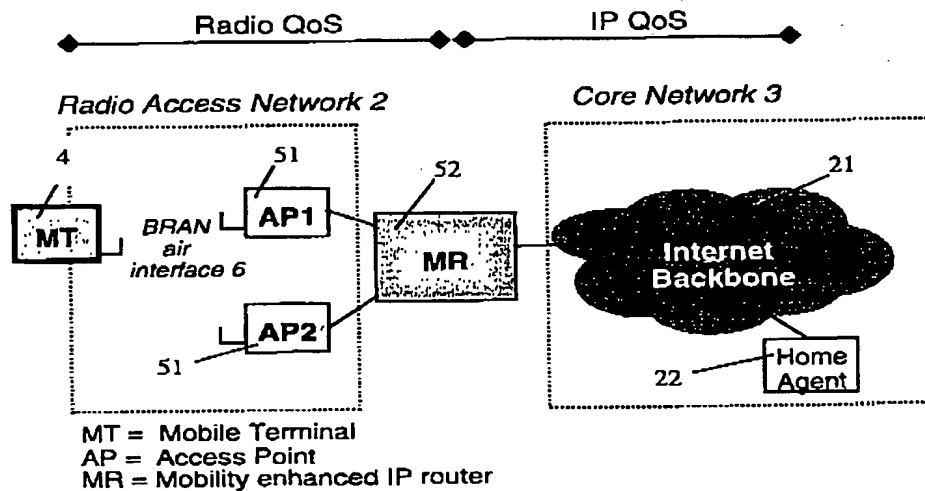 Radio QoS
IP QoS
Radio Access Network 2
Core Network 3
4
51
52
21
MT
BRAN
air
interface 6
AP1
MR
Internet
Backbone
AP2
51
22
Home
Agent
MT = Mobile Terminal
AP = Access Point
MR = Mobility enhanced IP router